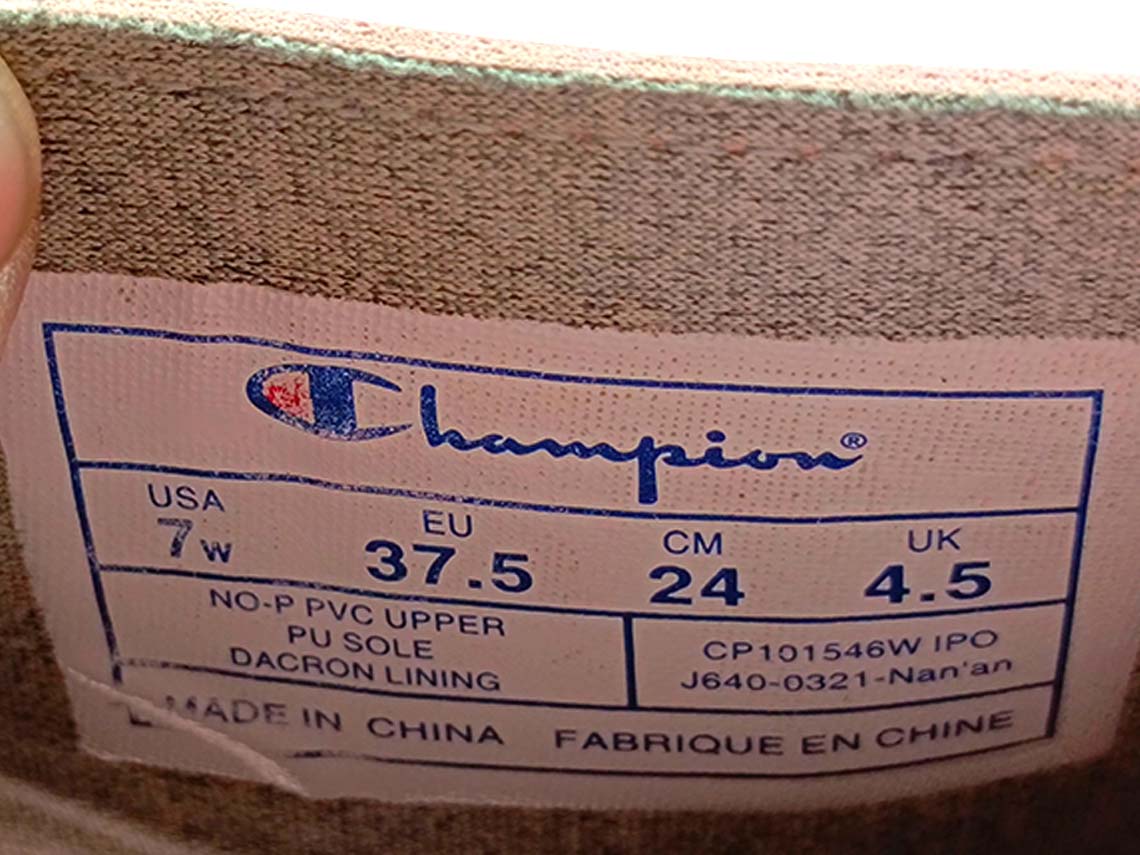 Champion®
USA EU CM UK
7w 37.5 24 4.5
NO-P PVC UPPER
PU SOLE
DACRON LINING
CP101546W IPO
J640-0321-Nan'an
MADE IN CHINA FABRIQUE EN CHINE